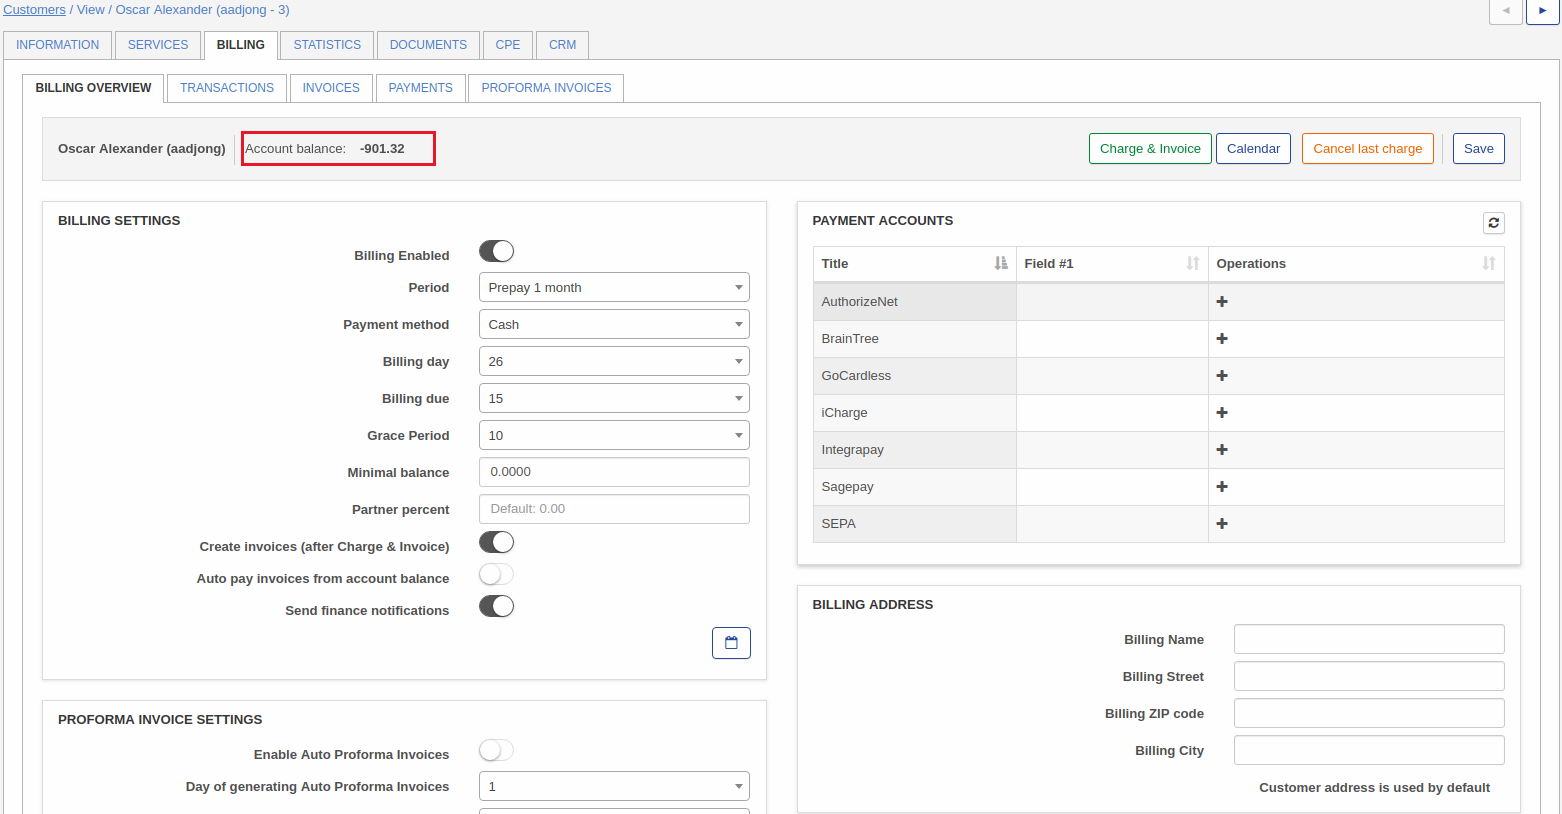 Customers / View / Oscar Alexander (aadjong - 3)
INFORMATION SERVICES BILLING STATISTICS DOCUMENTS CPE CRM
BILLING OVERVIEW TRANSACTIONS INVOICES PAYMENTS PROFORMA INVOICES
Oscar Alexander (aadjong) Account balance: -901.32 Charge & Invoice Calendar Cancel last charge Save
BILLING SETTINGS
Billing Enabled
Period Prepay 1 month
Payment method Cash
Billing day 26
Billing due 15
Grace Period 10
Minimal balance 0.0000
Partner percent Default: 0.00
Create invoices (after Charge & Invoice)
Auto pay invoices from account balance
Send finance notifications
PROFORMA INVOICE SETTINGS
Enable Auto Proforma Invoices
Day of generating Auto Proforma Invoices 1
PAYMENT ACCOUNTS
Title Field #1 Operations
AuthorizeNet
BrainTree
GoCardless
iCharge
Integrapay
Sagepay
SEPA
BILLING ADDRESS
Billing Name
Billing Street
Billing ZIP code
Billing City
Customer address is used by default